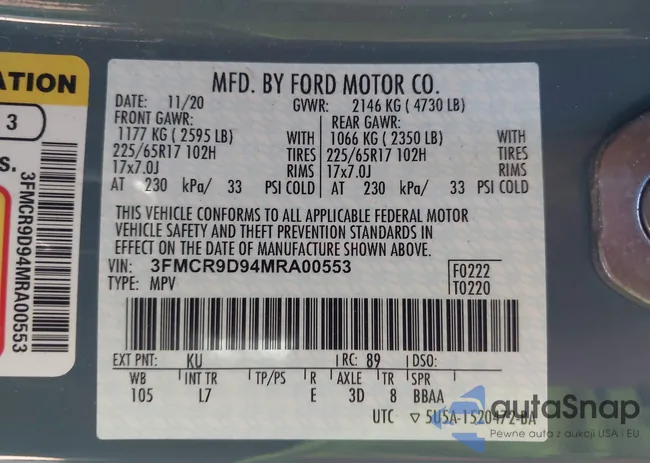 ATION
3
S.
3FMCR9D94MRA00553
MFD. BY FORD MOTOR CO.
DATE: 11/20 GVWR: 2146 KG ( 4730 LB)
FRONT GAWR: REAR GAWR:
1177 KG ( 2595 LB) WITH 1066 KG ( 2350 LB) WITH
225/65R17 102H TIRES 225/65R17 102H TIRES
17x7.0J RIMS 17x7.0J RIMS
AT 230 kPa/ 33 PSI COLD AT 230 kPa/ 33 PSI COLD
THIS VEHICLE CONFORMS TO ALL APPLICABLE FEDERAL MOTOR
VEHICLE SAFETY AND THEFT PREVENTION STANDARDS IN
EFFECT ON THE DATE OF MANUFACTURE SHOWN ABOVE.
VIN: 3FMCR9D94MRA00553 F0222
TYPE: MPV T0220
EXT PNT: KU RC: 89 DSO:
WB INT TR TP/PS R AXLE TR SPR
105 L7 E 3D 8 BBAA
UTC ▽ 5U5A-1520472-BA
autaSnap
Pewne auta z aukcji USA i EU